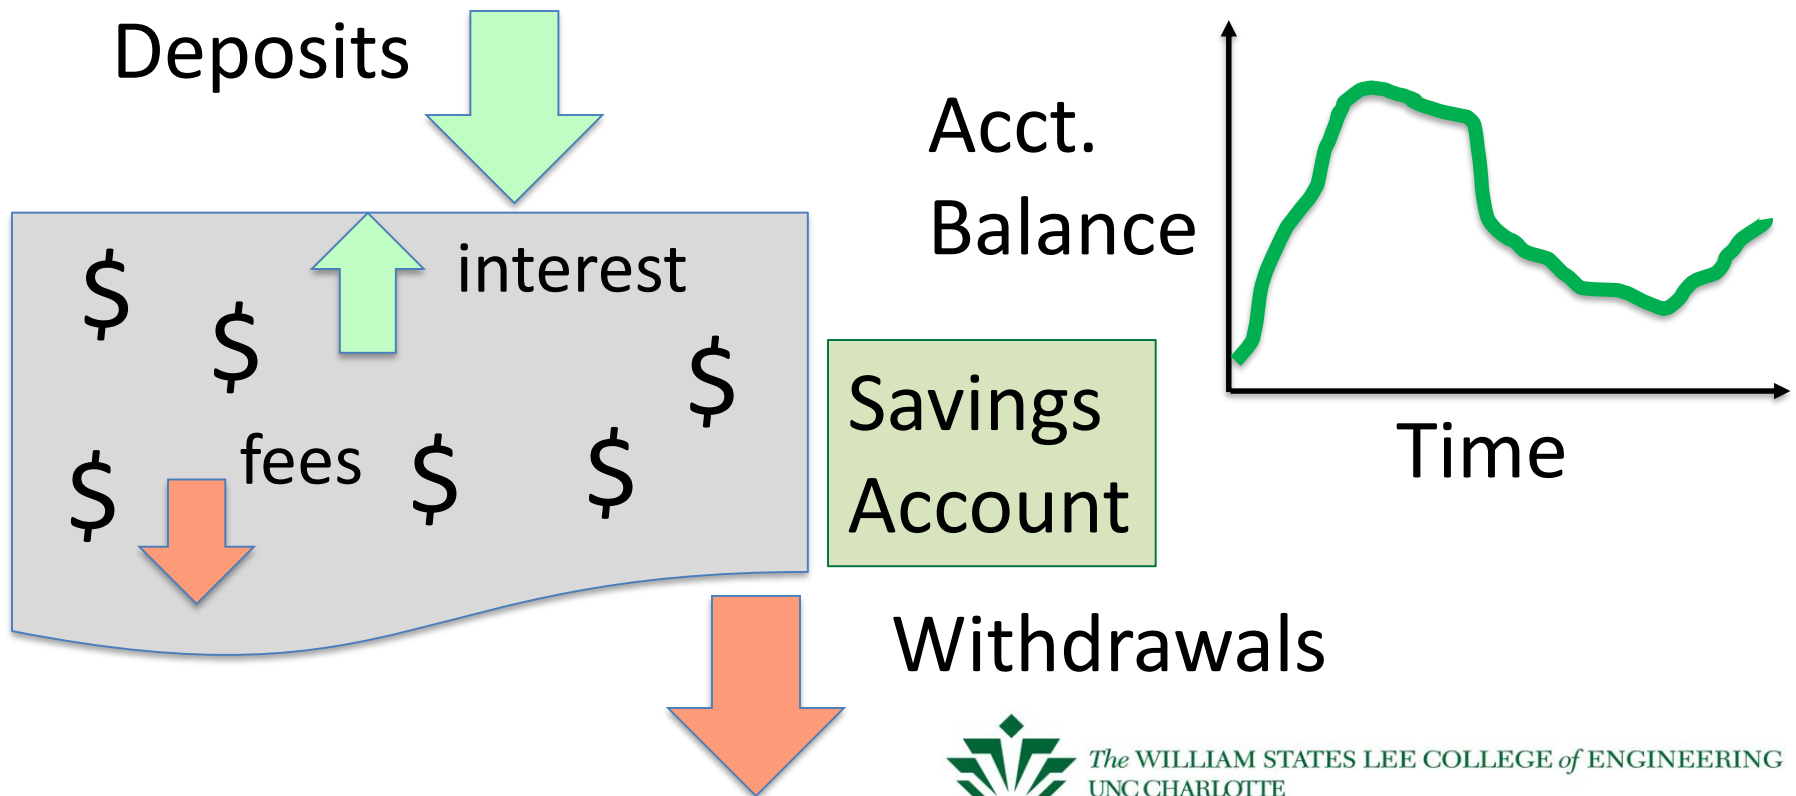 Deposits
Acct.
Balance
$
interest
$
$
Savings
Account
fees
$
$
$
Time
Withdrawals
The WILLIAM STATES LEE COLLEGE of ENGINEERING
UNC CHARLOTTE